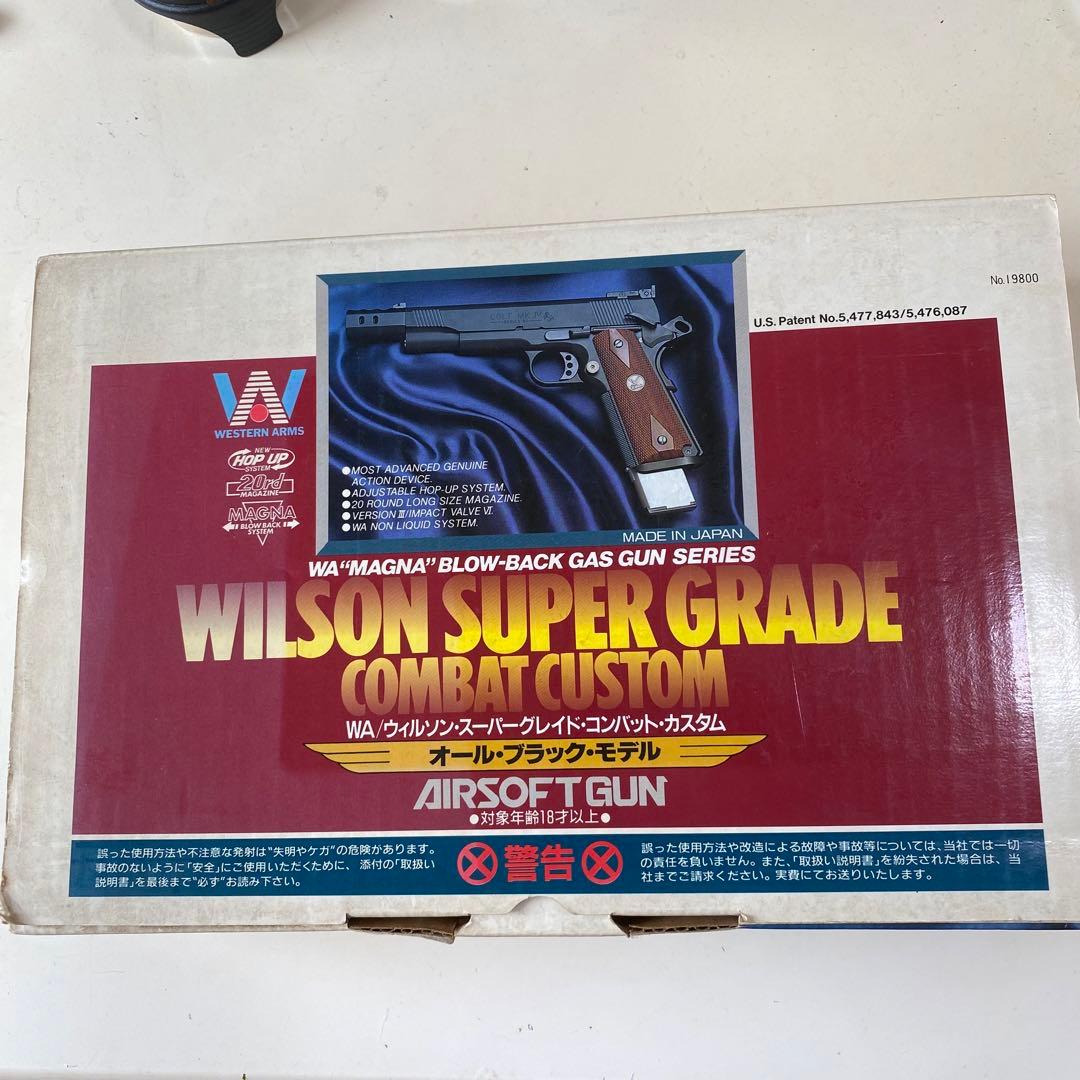 No.19800
U.S. Patent No.5,477,843/5,476,087
COLT MK IV
WESTERN ARMS
NEW
HOP UP
SYSTEM
20rd
MAGAZINE
MAGNA
BLOW BACK
SYSTEM
●MOST ADVANCED GENUINE
ACTION DEVICE.
●ADJUSTABLE HOP-UP SYSTEM.
●20 ROUND LONG SIZE MAGAZINE.
●VERSION Ⅲ/IMPACT VALVE Ⅵ.
●WA NON LIQUID SYSTEM.
MADE IN JAPAN
WA"MAGNA" BLOW-BACK GAS GUN SERIES
WILSON SUPER GRADE
COMBAT CUSTOM
WA/ウィルソン・スーパーグレイド・コンバット・カスタム
オール・ブラック・モデル
AIRSOFT GUN
●対象年齢18才以上●
誤った使用方法や不注意な発射は"失明やケガ"の危険があります。
事故のないように「安全」にご使用いただくために、添付の「取扱い
説明書」を最後まで"必ず"お読み下さい。
警告
誤った使用方法や改造による故障や事故等については、当社では一切
の責任を負いません。また、「取扱い説明書」を紛失された場合は、当
社までご請求ください。実費にてお送りいたします。